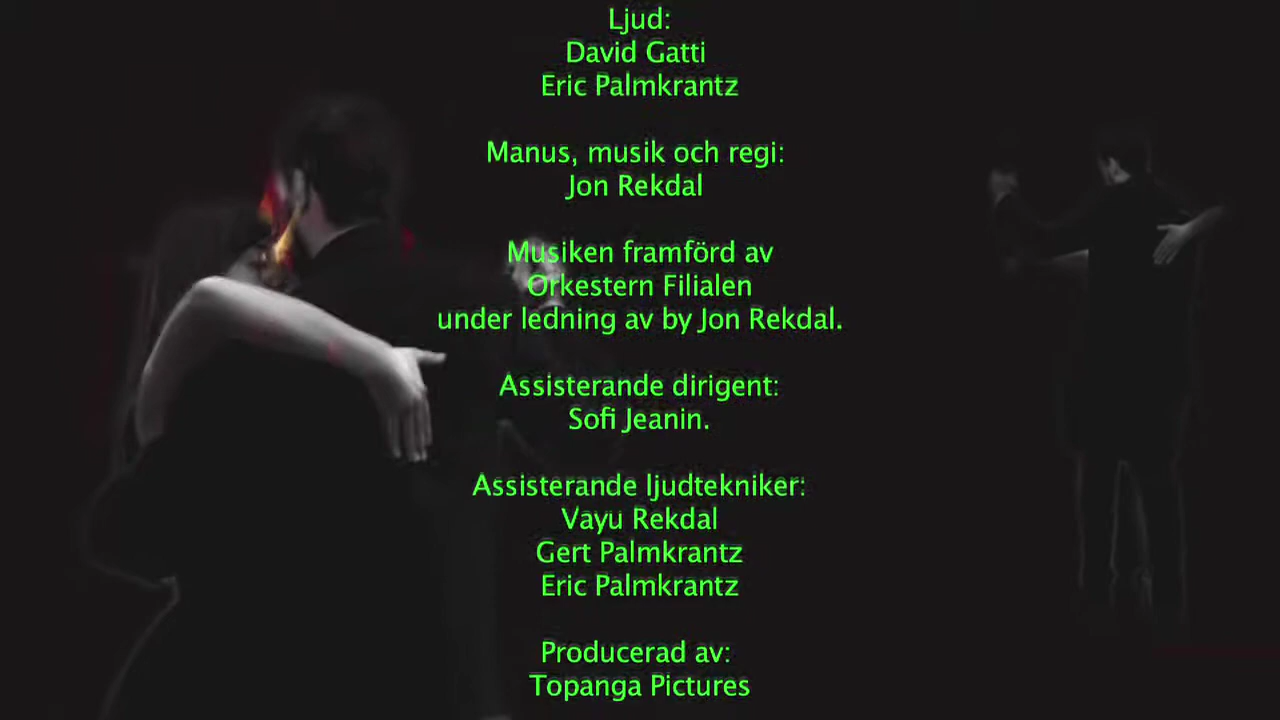 Ljud:
David Gatti
Eric Palmkrantz
Manus, musik och regi:
Jon Rekdal
Musiken framförd av
Orkestern Filialen
under ledning av by Jon Rekdal.
Assisterande dirigent:
Sofi Jeanin.
Assisterande ljudtekniker:
Vayu Rekdal
Gert Palmkrantz
Eric Palmkrantz
Producerad av:
Topanga Pictures